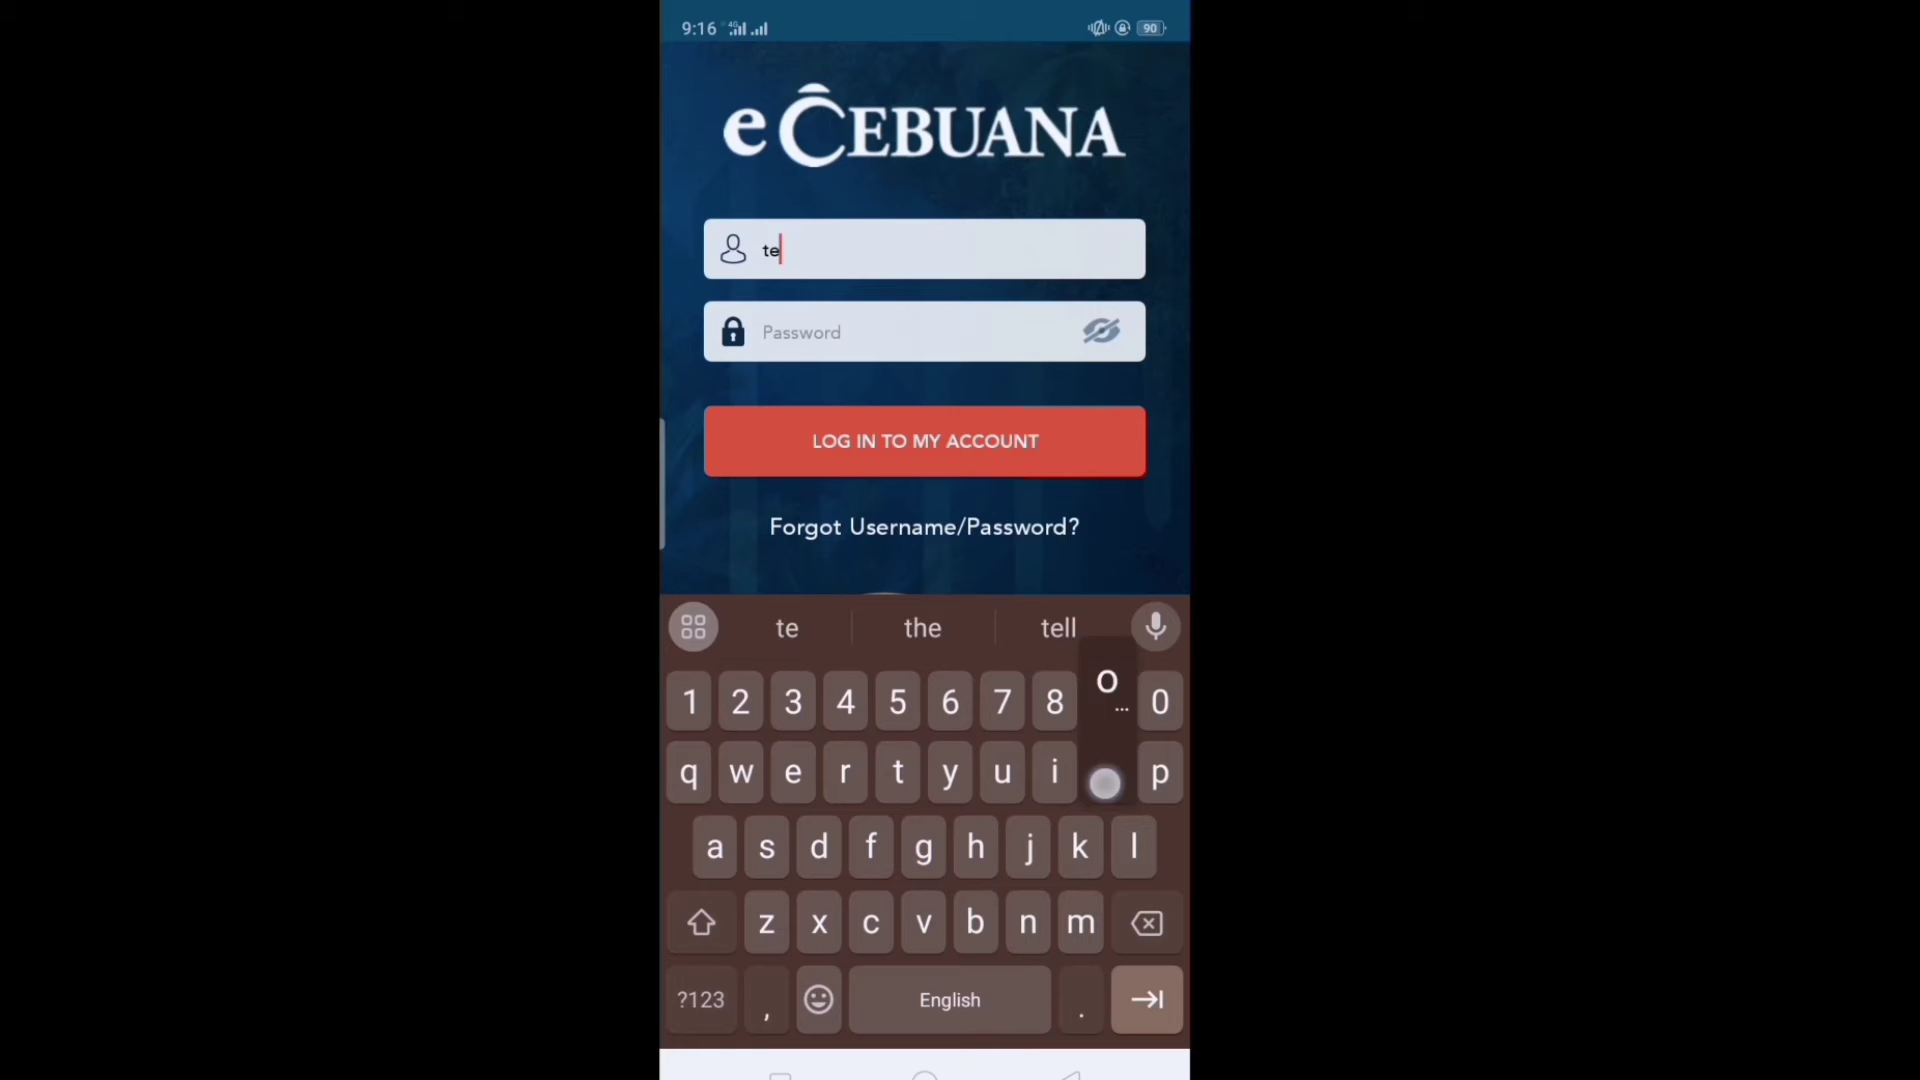 9:16 4G 90
eCEBUANA
te
Password
LOG IN TO MY ACCOUNT
Forgot Username/Password?
te the tell
1 2 3 4 5 6 7 8 o... 0
q w e r t y u i p
a s d f g h j k l
z x c v b n m
?123 , English .